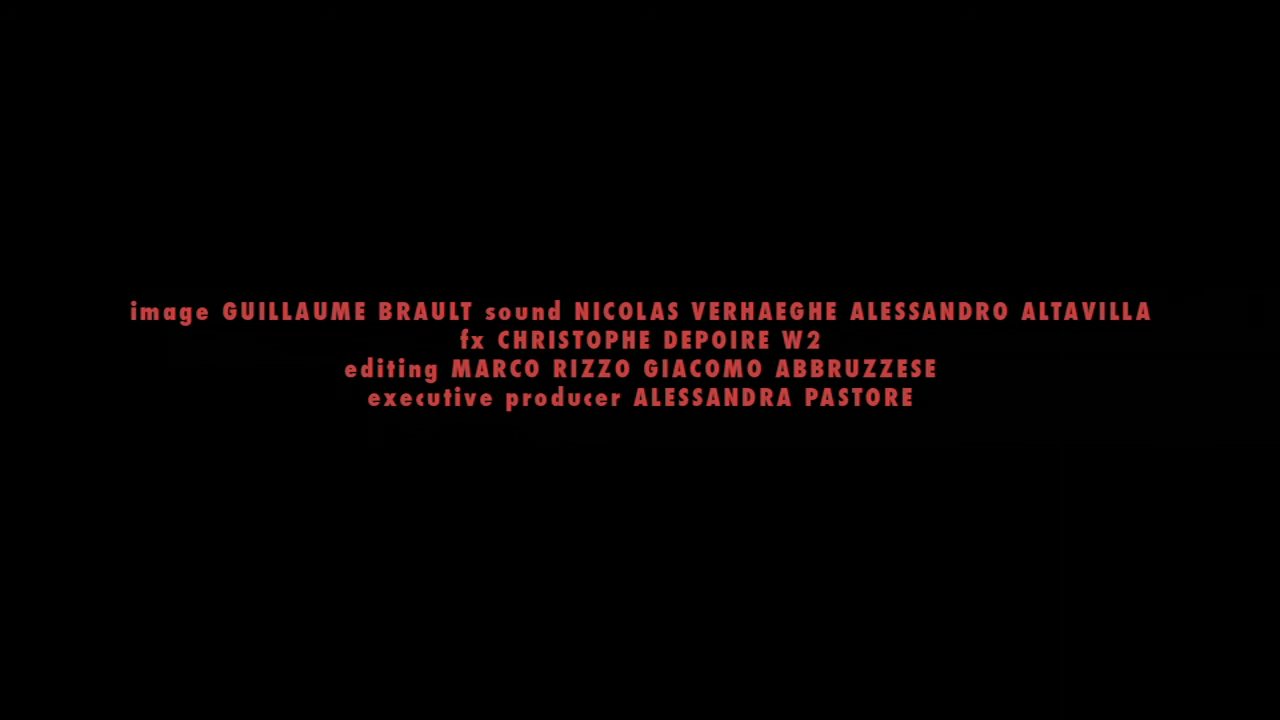 image GUILLAUME BRAULT sound NICOLAS VERHAEGHE ALESSANDRO ALTAVILLA
fx CHRISTOPHE DEPOIRE W2
editing MARCO RIZZO GIACOMO ABBRUZZESE
executive producer ALESSANDRA PASTORE